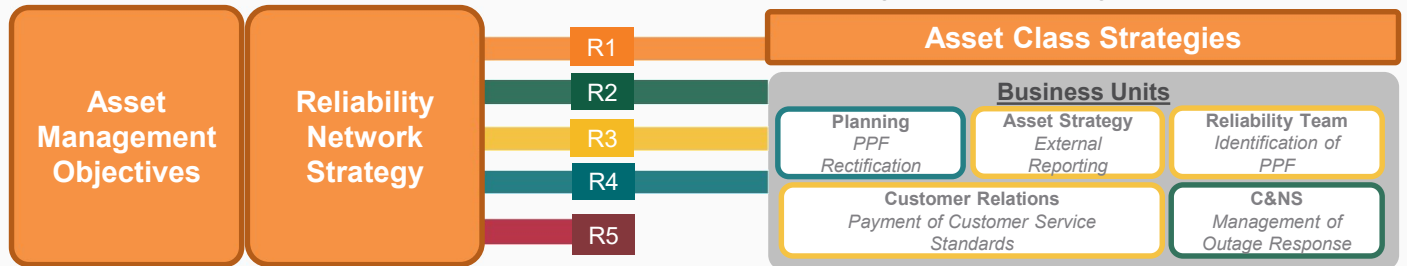 Asset
Management
Objectives
Reliability
Network
Strategy
R1
R2
R3
R4
R5
Asset Class Strategies
Business Units
Planning
PPF
Rectification
Asset Strategy
External
Reporting
Reliability Team
Identification of
PPF
Customer Relations
Payment of Customer Service
Standards
C&NS
Management of
Outage Response